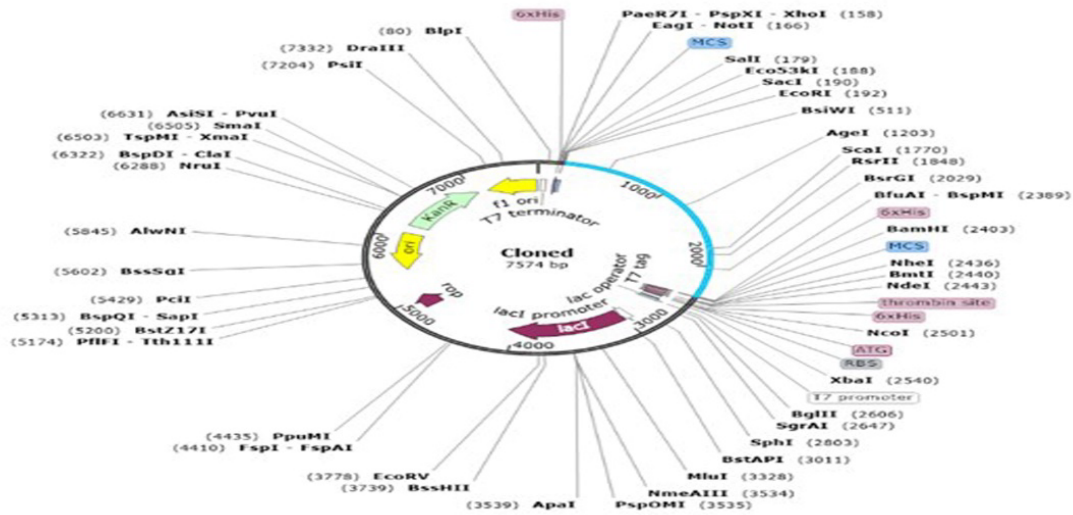 6xHis
PaeR7I - PspXI - XhoI (158)
EagI - NotI (166)
MCS
SalI (179)
Eco53kI (188)
SacI (190)
EcoRI (192)
BsiWI (511)
AgeI (1203)
ScaI (1770)
RsrII (1848)
BsrGI (2029)
BfuAI - BspMI (2389)
6xHis
BamHI (2403)
MCS
NheI (2436)
BmtI (2440)
NdeI (2443)
thrombin site
6xHis
NcoI (2501)
ATG
RBS
XbaI (2540)
T7 promoter
BglII (2606)
SgrAI (2647)
SphI (2803)
BstAPI (3011)
MluI (3328)
NmeAIII (3534)
PspOMI (3535)
(3539) ApaI
(3739) BssHII
(3778) EcoRV
(4410) FspI - FspAI
(4435) PpuMI
(5174) PflFI - Tth111I
(5200) BstZ17I
(5313) BspQI - SapI
(5429) PciI
(5602) BssSαI
(5845) AlwNI
(6288) NruI
(6322) BspDI - ClaI
(6503) TspMI - XmaI
(6505) SmaI
(6631) AsiSI - PvuI
(7204) PsiI
(7332) DraIII
(80) BlpI
1000
2000
3000
4000
5000
6000
7000
f1 ori
T7 terminator
KanR
ori
rop
Cloned
7574 bp
lac operator
T7 tag
lacI promoter
lacI